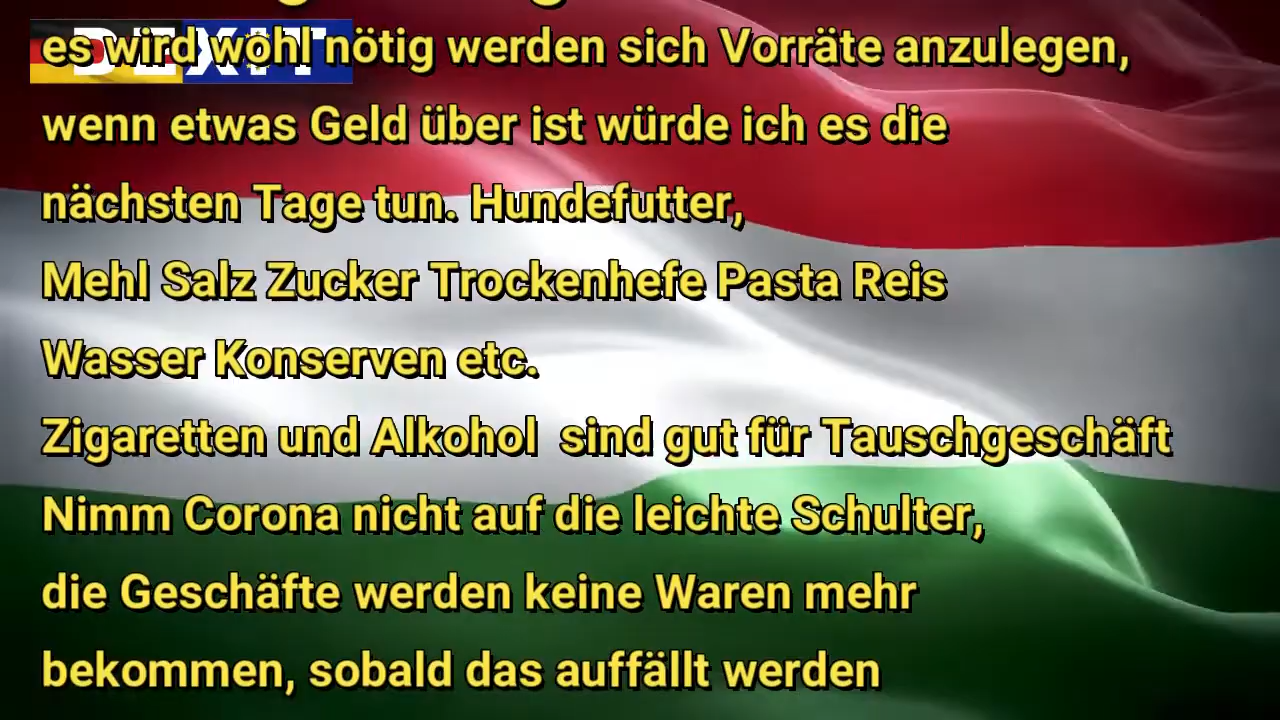 DEXIT
es wird wohl nötig werden sich Vorräte anzulegen,
wenn etwas Geld über ist würde ich es die
nächsten Tage tun. Hundefutter,
Mehl Salz Zucker Trockenhefe Pasta Reis
Wasser Konserven etc.
Zigaretten und Alkohol  sind gut für Tauschgeschäft
Nimm Corona nicht auf die leichte Schulter,
die Geschäfte werden keine Waren mehr
bekommen, sobald das auffällt werden